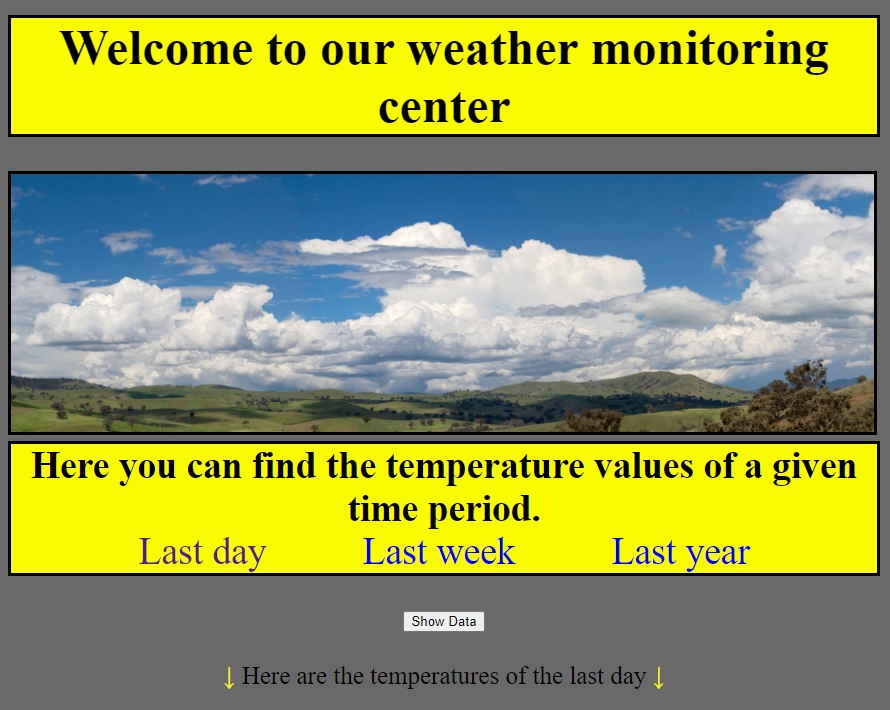 Welcome to our weather monitoring
center
Here you can find the temperature values of a given
time period.
Last day Last week Last year
Show Data
↓ Here are the temperatures of the last day ↓